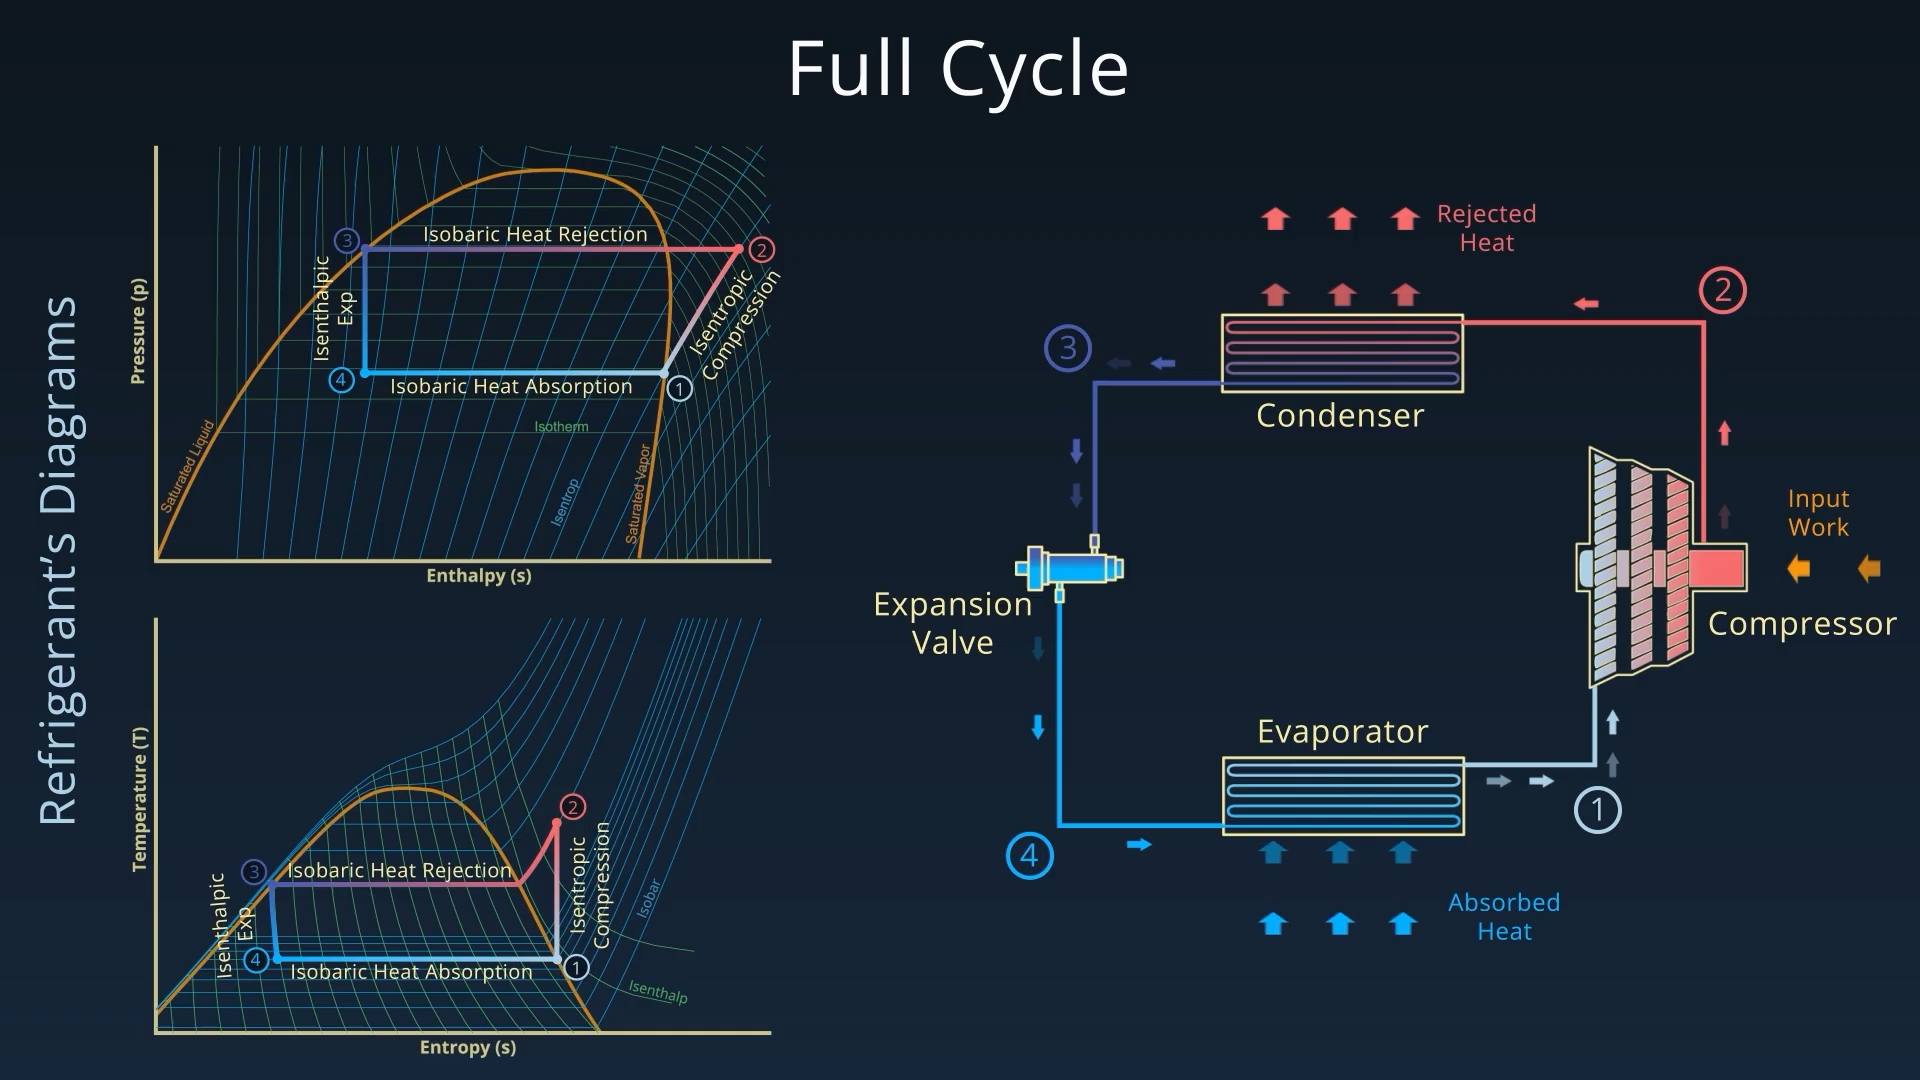 Full Cycle
Refrigerant's Diagrams
Pressure (p)
3
Isobaric Heat Rejection
2
Isenthalpic
Exp
Isentropic
Compression
4
Isobaric Heat Absorption
1
Saturated Liquid
Isotherm
Isentrop
Saturated Vapor
Enthalpy (s)
Temperature (T)
2
3
Isobaric Heat Rejection
Isentropic
Compression
Isenthalpic
Exp
4
Isobaric Heat Absorption
1
Isobar
Isenthalp
Entropy (s)
Rejected
Heat
2
3
Condenser
Input
Work
Expansion
Valve
Compressor
Evaporator
1
4
Absorbed
Heat